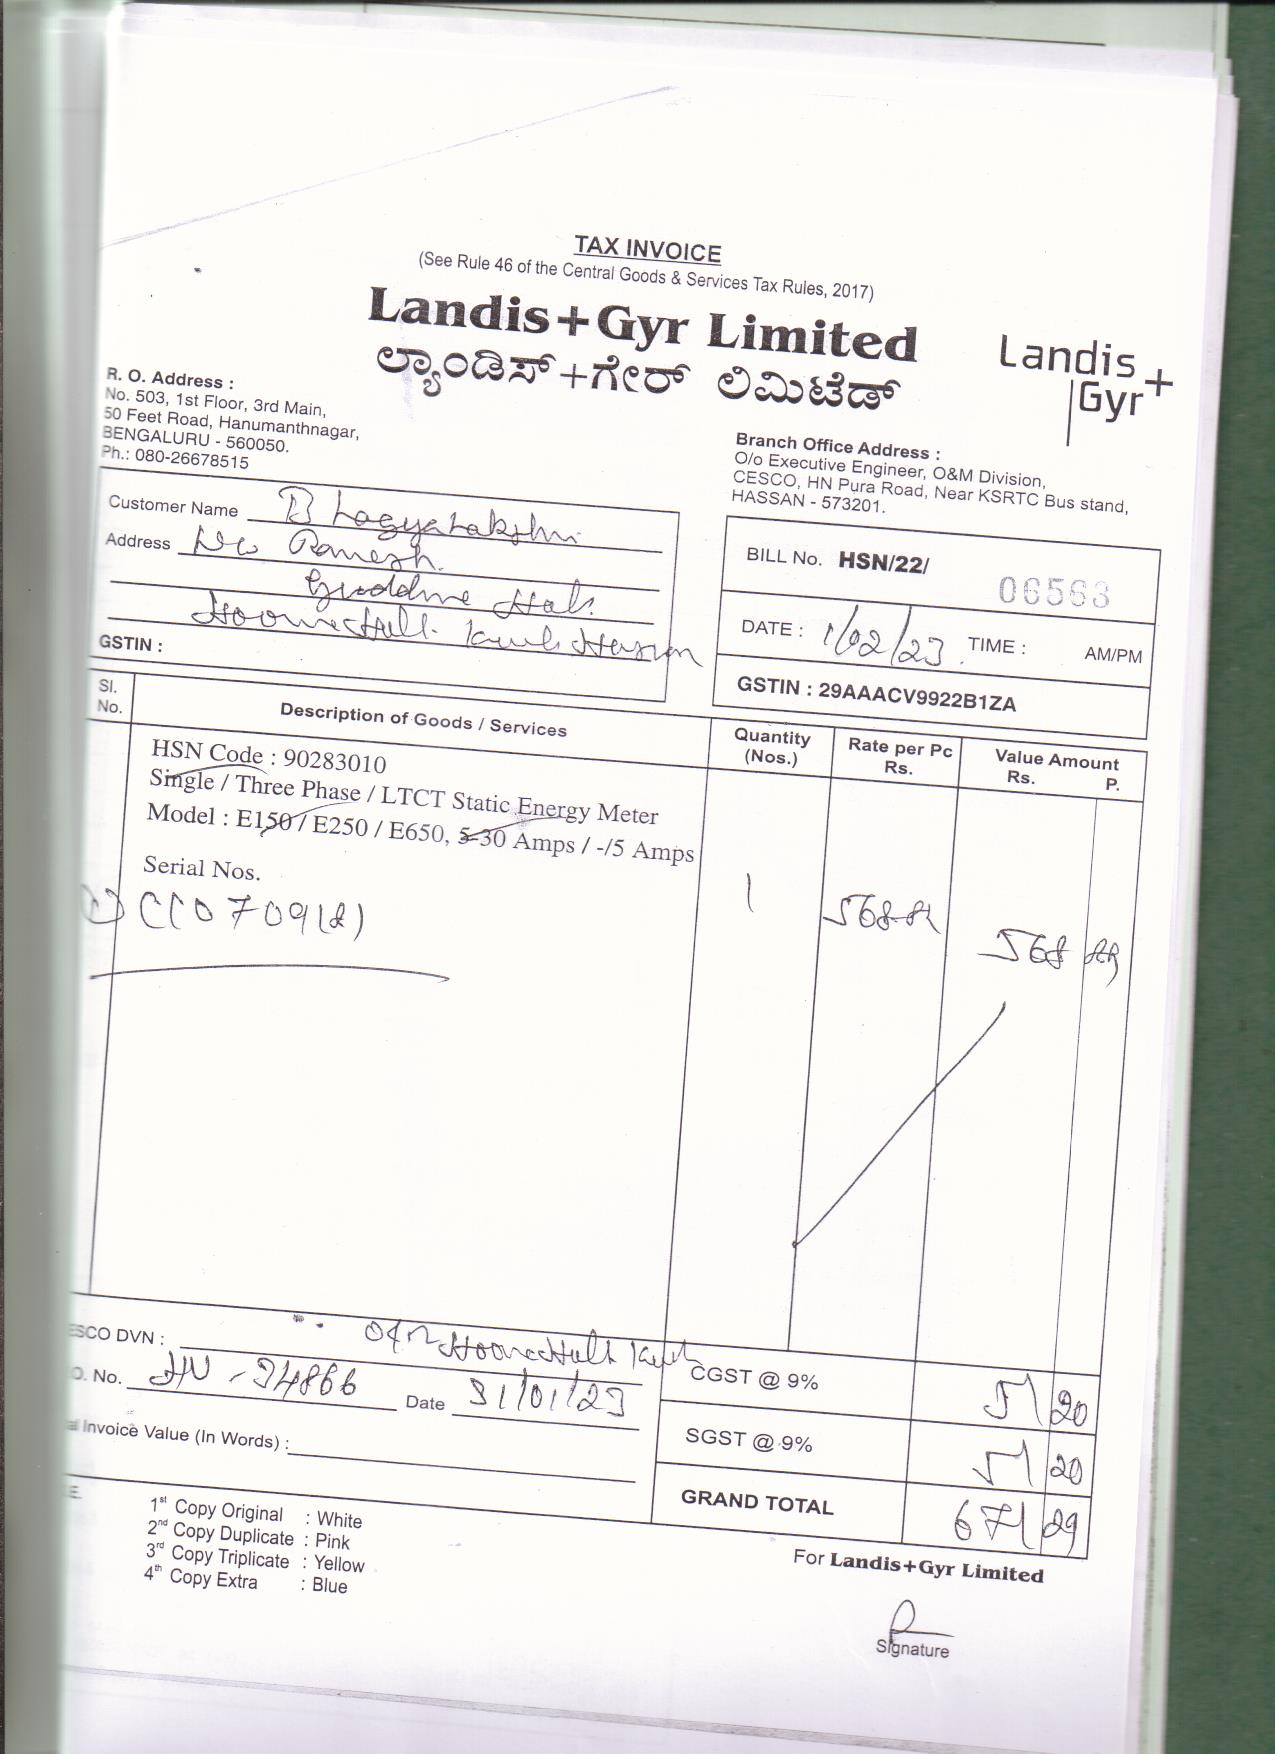 TAX INVOICE
(See Rule 46 of the Central Goods & Services Tax Rules, 2017)
Landis+Gyr Limited
ಲ್ಯಾಂಡಿಸ್+ಗೇರ್ ಲಿಮಿಟೆಡ್
Landis+
Gyr
R. O. Address :
No. 503, 1st Floor, 3rd Main,
50 Feet Road, Hanumanthnagar,
BENGALURU - 560050.
Ph.: 080-26678515
Branch Office Address :
O/o Executive Engineer, O&M Division,
CESCO, HN Pura Road, Near KSRTC Bus stand,
HASSAN - 573201.
Customer Name B
Address Ramesh
GSTIN :
BILL No. HSN/22/ 06563
DATE : 1/02/23 TIME : AM/PM
GSTIN : 29AAACV9922B1ZA
Sl. No. Description of Goods / Services Quantity (Nos.) Rate per Pc Rs. Value Amount Rs. P.
HSN Code : 90283010
Single / Three Phase / LTCT Static Energy Meter
Model : E150 / E250 / E650, 5-30 Amps / -/5 Amps
Serial Nos.
1 568 568
ESCO DVN :
O. No. 34866 Date 31/01/23
al Invoice Value (In Words) :
CGST @ 9% 51 20
SGST @ 9% 51 20
GRAND TOTAL 671 29
E.
1st Copy Original : White
2nd Copy Duplicate : Pink
3rd Copy Triplicate : Yellow
4th Copy Extra : Blue
For Landis+Gyr Limited
Signature